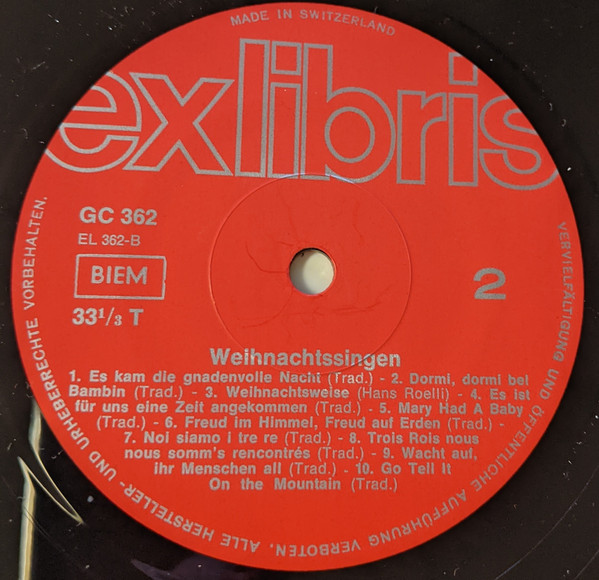 MADE IN SWITZERLAND
exlibris
GC 362
EL 362-B
BIEM
33¹/₃ T
2
Weihnachtssingen
1. Es kam die gnadenvolle Nacht (Trad.) - 2. Dormi, dormi bel
Bambin (Trad.) - 3. Weihnachtsweise (Hans Roelli) - 4. Es ist
für uns eine Zeit angekommen (Trad.) - 5. Mary Had A Baby
(Trad.) - 6. Freud im Himmel, Freud auf Erden (Trad.) -
7. Noi siamo i tre re (Trad.) - 8. Trois Rois nous
nous somm's rencontrés (Trad.) - 9. Wacht auf,
ihr Menschen all (Trad.) - 10. Go Tell It
On the Mountain (Trad.)
ALLE HERSTELLER- UND URHEBERRECHTE VORBEHALTEN.
VERVIELFÄLTIGUNG UND ÖFFENTLICHE AUFFÜHRUNG VERBOTEN.